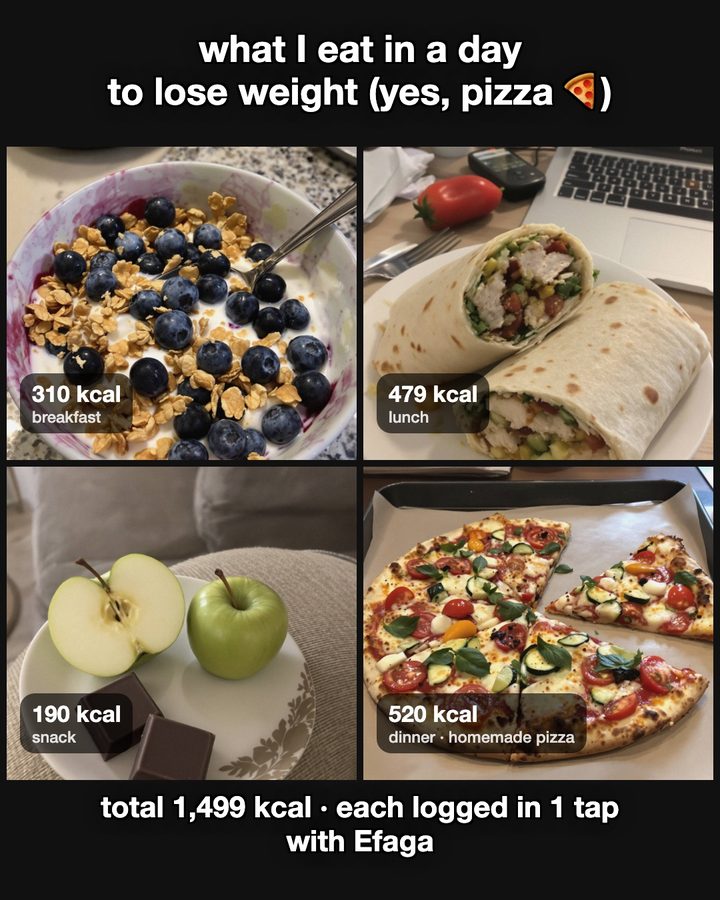 what I eat in a day
to lose weight (yes, pizza 🍕)
310 kcal
breakfast
479 kcal
lunch
190 kcal
snack
520 kcal
dinner · homemade pizza
total 1,499 kcal · each logged in 1 tap
with Efaga